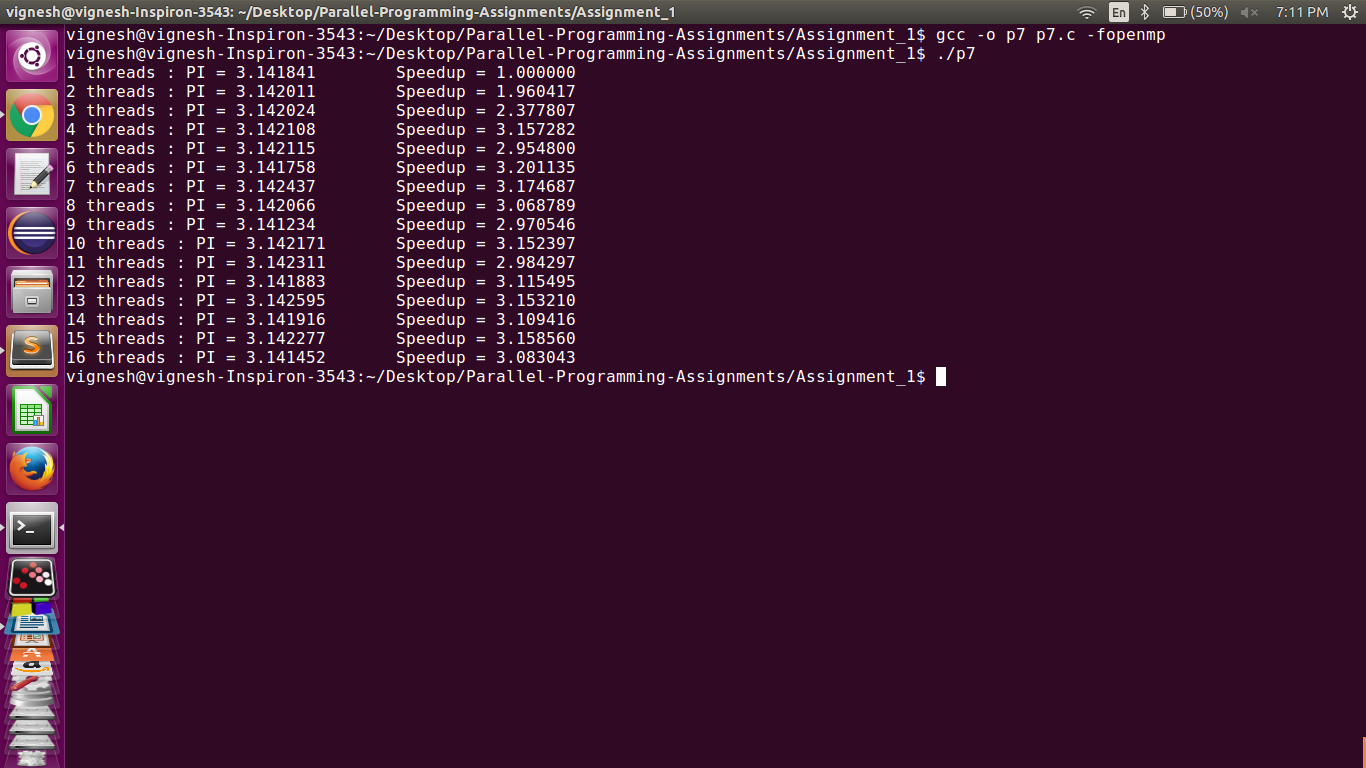 vignesh@vignesh-Inspiron-3543: ~/Desktop/Parallel-Programming-Assignments/Assignment_1
En
(50%)
7:11 PM
vignesh@vignesh-Inspiron-3543:~/Desktop/Parallel-Programming-Assignments/Assignment_1$ gcc -o p7 p7.c -fopenmp
vignesh@vignesh-Inspiron-3543:~/Desktop/Parallel-Programming-Assignments/Assignment_1$ ./p7
1 threads : PI = 3.141841        Speedup = 1.000000
2 threads : PI = 3.142011        Speedup = 1.960417
3 threads : PI = 3.142024        Speedup = 2.377807
4 threads : PI = 3.142108        Speedup = 3.157282
5 threads : PI = 3.142115        Speedup = 2.954800
6 threads : PI = 3.141758        Speedup = 3.201135
7 threads : PI = 3.142437        Speedup = 3.174687
8 threads : PI = 3.142066        Speedup = 3.068789
9 threads : PI = 3.141234        Speedup = 2.970546
10 threads : PI = 3.142171       Speedup = 3.152397
11 threads : PI = 3.142311       Speedup = 2.984297
12 threads : PI = 3.141883       Speedup = 3.115495
13 threads : PI = 3.142595       Speedup = 3.153210
14 threads : PI = 3.141916       Speedup = 3.109416
15 threads : PI = 3.142277       Speedup = 3.158560
16 threads : PI = 3.141452       Speedup = 3.083043
vignesh@vignesh-Inspiron-3543:~/Desktop/Parallel-Programming-Assignments/Assignment_1$
S
>_
A
a